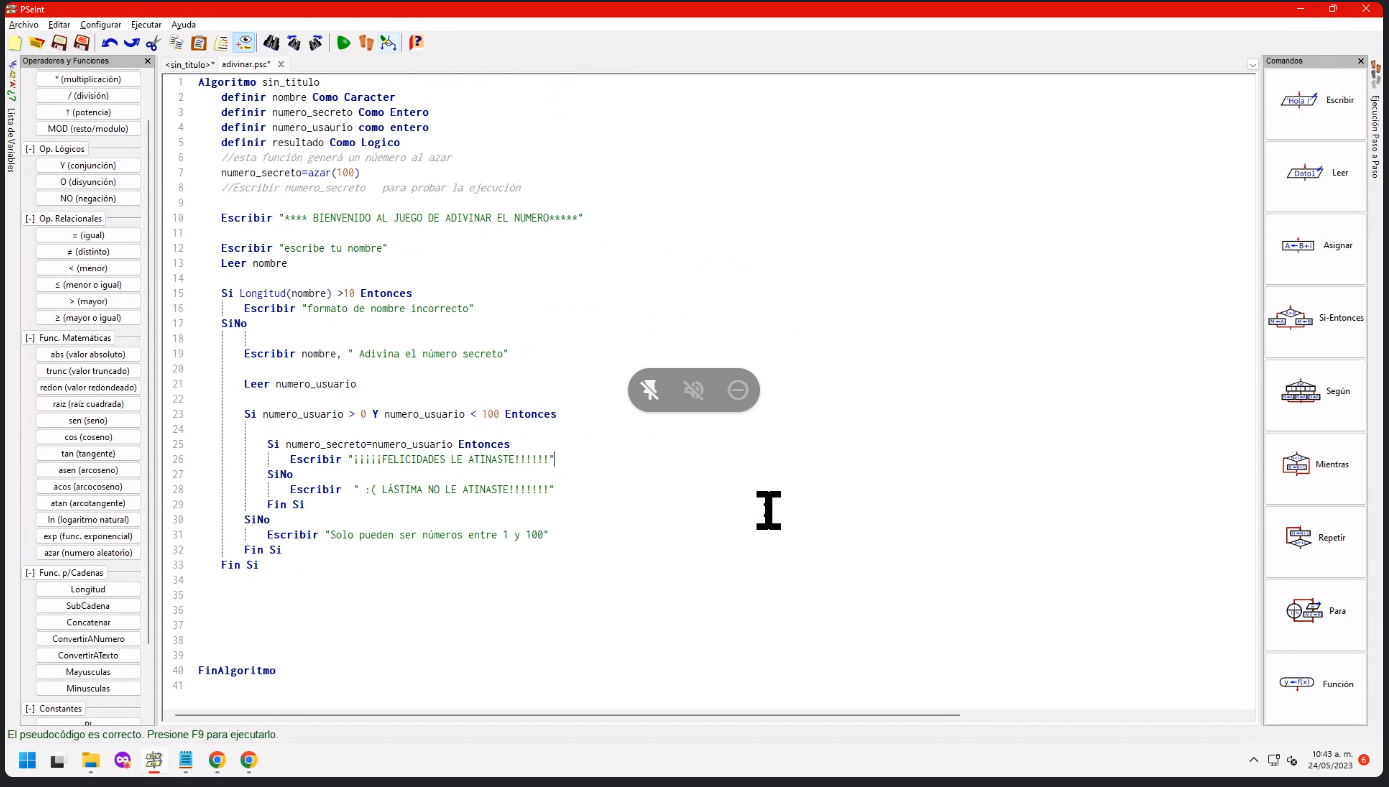 PSeInt
Archivo Editar Configurar Ejecutar Ayuda
Operadores y Funciones
<sin_titulo>* adivinar.psc*
Comandos
Lista de Variables
* (multiplicación)
/ (división)
↑ (potencia)
MOD (resto/modulo)
[-] Op. Lógicos
Y (conjunción)
O (disyunción)
NO (negación)
[-] Op. Relacionales
= (igual)
≠ (distinto)
< (menor)
≤ (menor o igual)
> (mayor)
≥ (mayor o igual)
[-] Func. Matemáticas
abs (valor absoluto)
trunc (valor truncado)
redon (valor redondeado)
raiz (raíz cuadrada)
sen (seno)
cos (coseno)
tan (tangente)
asen (arcoseno)
acos (arcocoseno)
atan (arcotangente)
ln (logaritmo natural)
exp (func. exponencial)
azar (numero aleatorio)
[-] Func. p/Cadenas
Longitud
SubCadena
Concatenar
ConvertirANumero
ConvertirATexto
Mayusculas
Minusculas
[-] Constantes
PI
1 Algoritmo sin_titulo
2 definir nombre Como Caracter
3 definir numero_secreto Como Entero
4 definir numero_usaurio como entero
5 definir resultado Como Logico
6 //esta función generá un núemero al azar
7 numero_secreto=azar(100)
8 //Escribir numero_secreto para probar la ejecución
9
10 Escribir "**** BIENVENIDO AL JUEGO DE ADIVINAR EL NUMERO*****"
11
12 Escribir "escribe tu nombre"
13 Leer nombre
14
15 Si Longitud(nombre) >10 Entonces
16 Escribir "formato de nombre incorrecto"
17 SiNo
18
19 Escribir nombre, " Adivina el número secreto"
20
21 Leer numero_usuario
22
23 Si numero_usuario > 0 Y numero_usuario < 100 Entonces
24
25 Si numero_secreto=numero_usuario Entonces
26 Escribir "¡¡¡¡¡FELICIDADES LE ATINASTE!!!!!!"
27 SiNo
28 Escribir " :( LÁSTIMA NO LE ATINASTE!!!!!!!"
29 Fin Si
30 SiNo
31 Escribir "Solo pueden ser números entre 1 y 100"
32 Fin Si
33 Fin Si
34
35
36
37
38
39
40 FinAlgoritmo
41
'Hola !' Escribir
Dato1 Leer
A←B+i Asignar
Si-Entonces
Según
Mientras
Repetir
Para
y←f(x) Función
Ejecución Paso a Paso
El pseudocódigo es correcto. Presione F9 para ejecutarlo.
10:43 a. m.
24/05/2023
6